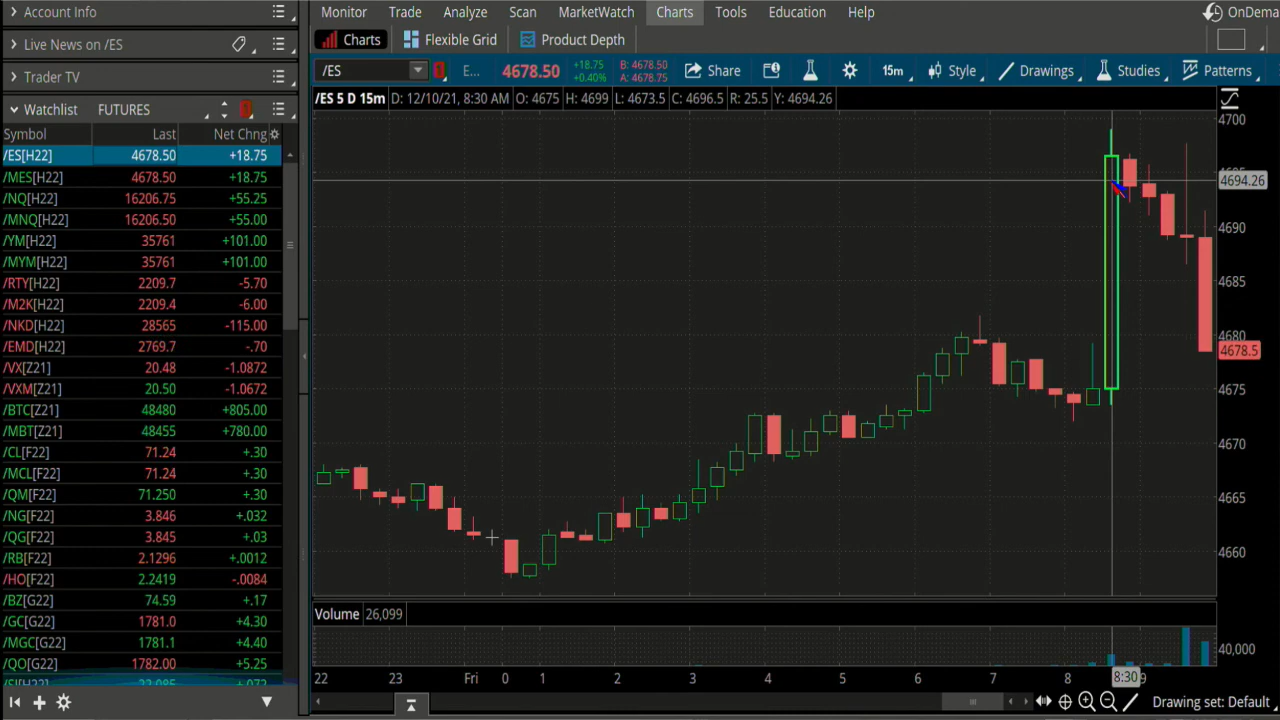 Account Info
Live News on /ES
Trader TV
Watchlist FUTURES 1
Symbol Last Net Chng
/ES[H22] 4678.50 +18.75
/MES[H22] 4678.50 +18.75
/NQ[H22] 16206.75 +55.25
/MNQ[H22] 16206.50 +55.00
/YM[H22] 35761 +101.00
/MYM[H22] 35761 +101.00
/RTY[H22] 2209.7 -5.70
/M2K[H22] 2209.4 -6.00
/NKD[H22] 28565 -115.00
/EMD[H22] 2769.7 -.70
/VX[Z21] 20.48 -1.0872
/VXM[Z21] 20.50 -1.0672
/BTC[Z21] 48480 +805.00
/MBT[Z21] 48455 +780.00
/CL[F22] 71.24 +.30
/MCL[F22] 71.24 +.30
/QM[F22] 71.250 +.30
/NG[F22] 3.846 +.032
/QG[F22] 3.845 +.03
/RB[F22] 2.1296 +.0012
/HO[F22] 2.2419 -.0084
/BZ[G22] 74.59 +.17
/GC[G22] 1781.0 +4.30
/MGC[G22] 1781.1 +4.40
/QO[G22] 1782.00 +5.25
/SI[H22] 22.085 +.072
Monitor Trade Analyze Scan MarketWatch Charts Tools Education Help OnDema
Charts Flexible Grid Product Depth
/ES 1 E... 4678.50 +18.75 +0.40% B: 4678.50 A: 4678.75 Share 15m Style Drawings Studies Patterns
/ES 5 D 15m D: 12/10/21, 8:30 AM O: 4675 H: 4699 L: 4673.5 C: 4696.5 R: 25.5 Y: 4694.26
4700
4695
4694.26
4690
4685
4680
4678.5
4675
4670
4665
4660
Volume 26,099
40,000
22 23 Fri 0 1 2 3 4 5 6 7 8 8:30 9
Drawing set: Default